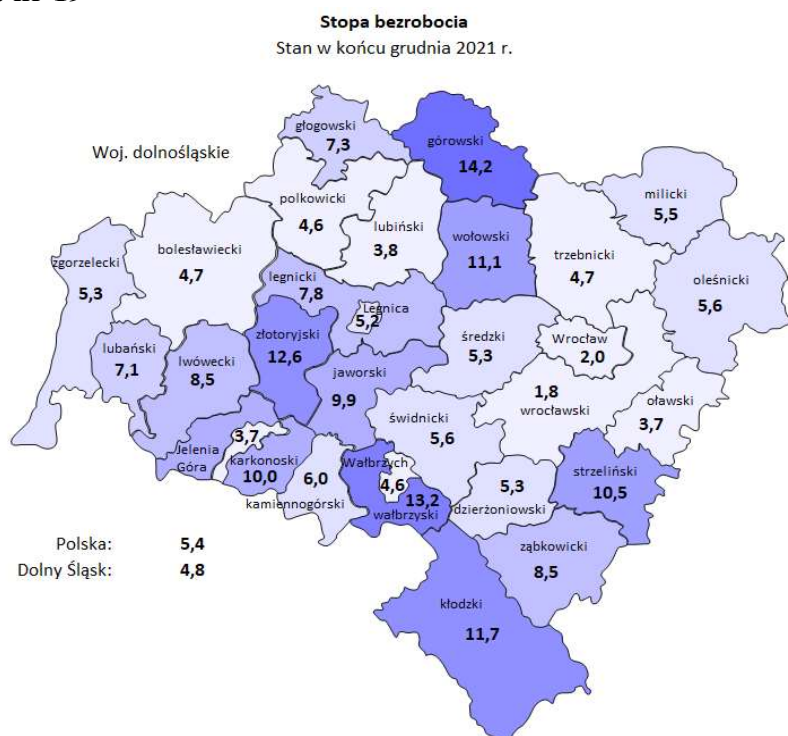 Stopa bezrobocia
Stan w końcu grudnia 2021 r.
Woj. dolnośląskie
głogowski
7,3
górowski
14,2
milicki
5,5
polkowicki
4,6
lubiński
3,8
wołowski
11,1
trzebnicki
4,7
bolesławiecki
4,7
zgorzelecki
5,3
oleśnicki
5,6
legnicki
7,8
Legnica
5,2
złotoryjski
12,6
średzki
5,3
Wrocław
2,0
lubański
7,1
lwówecki
8,5
jaworski
9,9
1,8
wrocławski
oławski
3,7
świdnicki
5,6
3,7
Jelenia
Góra
karkonoski
10,0
6,0
kamiennogórski
Wałbrzych
4,6
13,2
wałbrzyski
5,3
dzierżoniowski
strzeliński
10,5
ząbkowicki
8,5
kłodzki
11,7
Polska: 5,4
Dolny Śląsk: 4,8